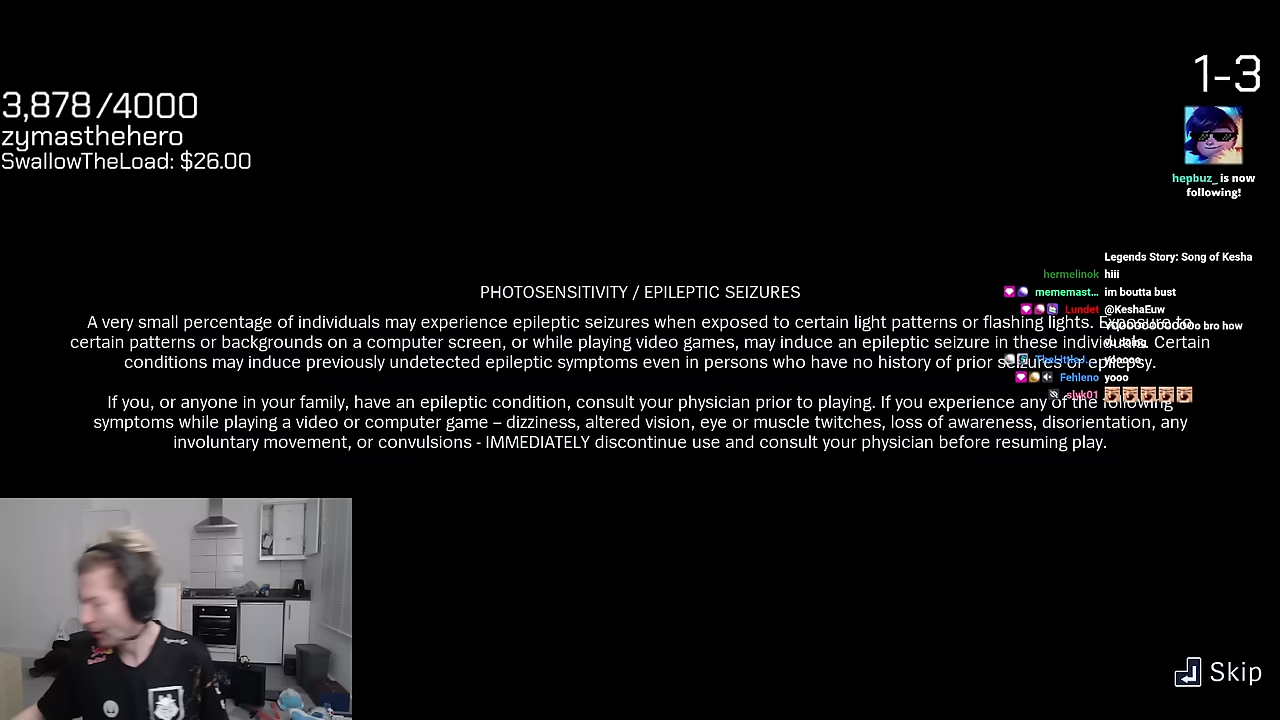 3,878/4000
zymasthehero
SwallowTheLoad: $26.00
1-3
hepbuz_ is now
following!
Legends Story: Song of Kesha
hermelinok hiii
mememast... im boutta bust
Lundet @KeshaEuw
bro how
u doing
yooooo
Fehleno yooo
sluk01
PHOTOSENSITIVITY / EPILEPTIC SEIZURES
A very small percentage of individuals may experience epileptic seizures when exposed to certain light patterns or flashing lights. Exposure to
certain patterns or backgrounds on a computer screen, or while playing video games, may induce an epileptic seizure in these individuals. Certain
conditions may induce previously undetected epileptic symptoms even in persons who have no history of prior seizures or epilepsy.
If you, or anyone in your family, have an epileptic condition, consult your physician prior to playing. If you experience any of the following
symptoms while playing a video or computer game – dizziness, altered vision, eye or muscle twitches, loss of awareness, disorientation, any
involuntary movement, or convulsions - IMMEDIATELY discontinue use and consult your physician before resuming play.
Skip